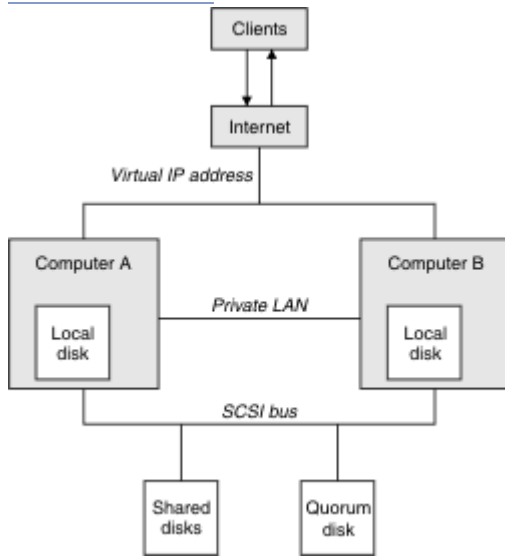 Clients
Internet
Virtual IP address
Computer A
Computer B
Private LAN
Local
disk
Local
disk
SCSI bus
Shared
disks
Quorum
disk